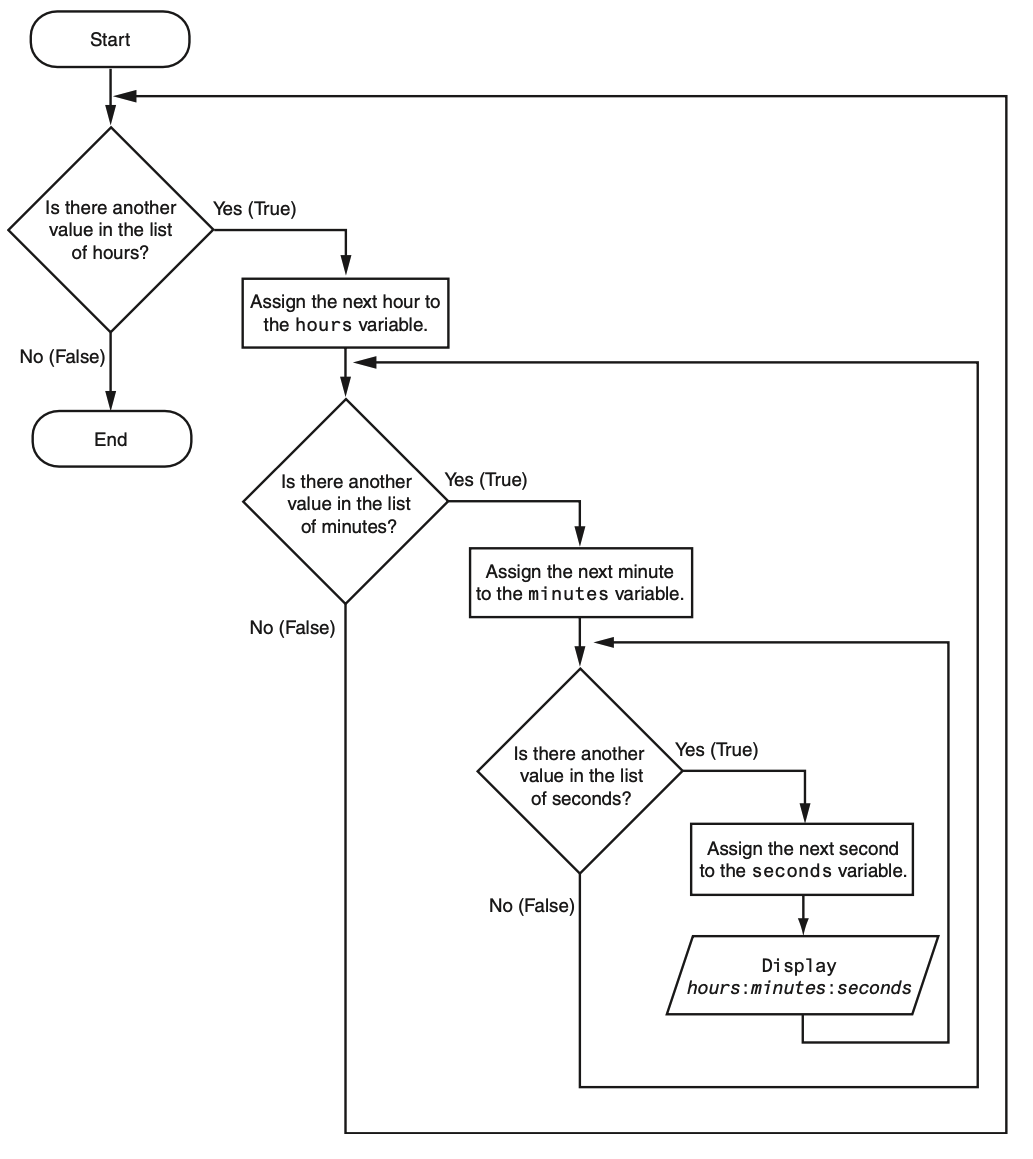 Start
Is there another
value in the list
of hours?
Yes (True)
Assign the next hour to
the hours variable.
No (False)
End
Is there another
value in the list
of minutes?
Yes (True)
Assign the next minute
to the minutes variable.
No (False)
Is there another
value in the list
of seconds?
Yes (True)
Assign the next second
to the seconds variable.
No (False)
Display
hours:minutes:seconds